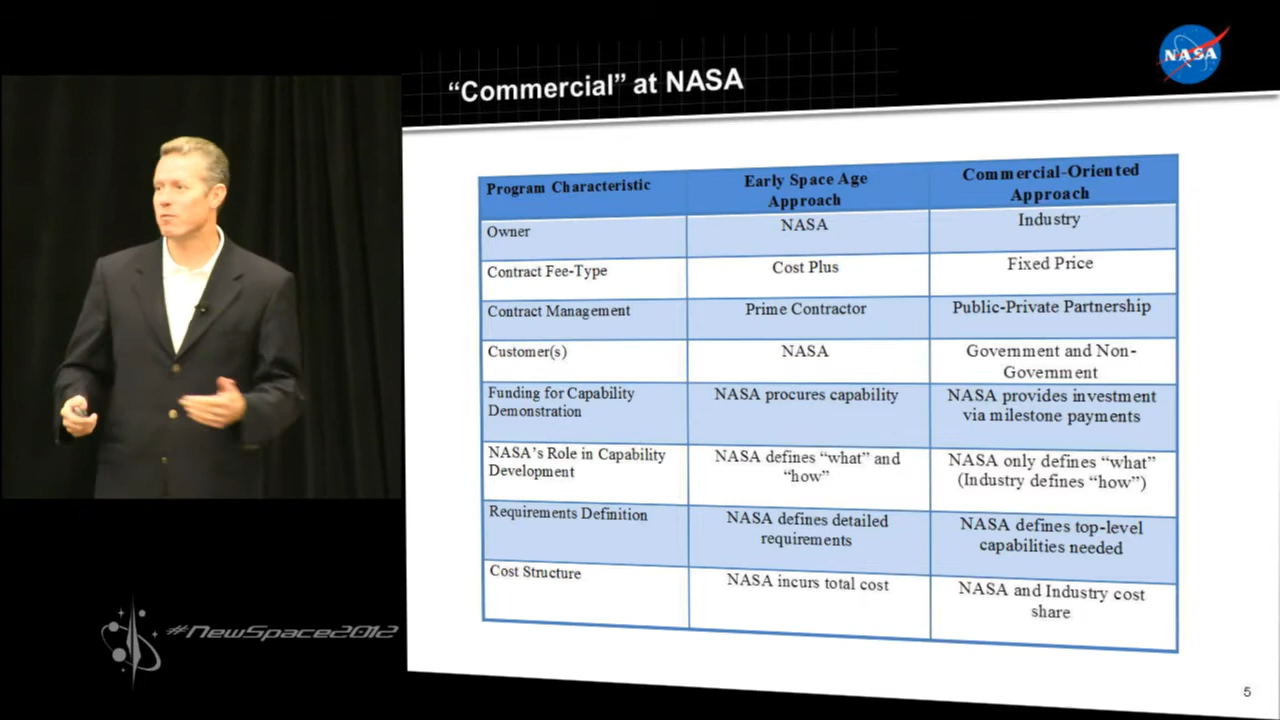 “Commercial” at NASA
NASA
Program Characteristic
Early Space Age
Approach
Commercial-Oriented
Approach
Owner
NASA
Industry
Contract Fee-Type
Cost Plus
Fixed Price
Contract Management
Prime Contractor
Public-Private Partnership
Customer(s)
NASA
Government and Non-
Government
Funding for Capability
Demonstration
NASA procures capability
NASA provides investment
via milestone payments
NASA’s Role in Capability
Development
NASA defines “what” and
“how”
NASA only defines “what”
(Industry defines “how”)
Requirements Definition
NASA defines detailed
requirements
NASA defines top-level
capabilities needed
Cost Structure
NASA incurs total cost
NASA and Industry cost
share
#NewSpace2012
5